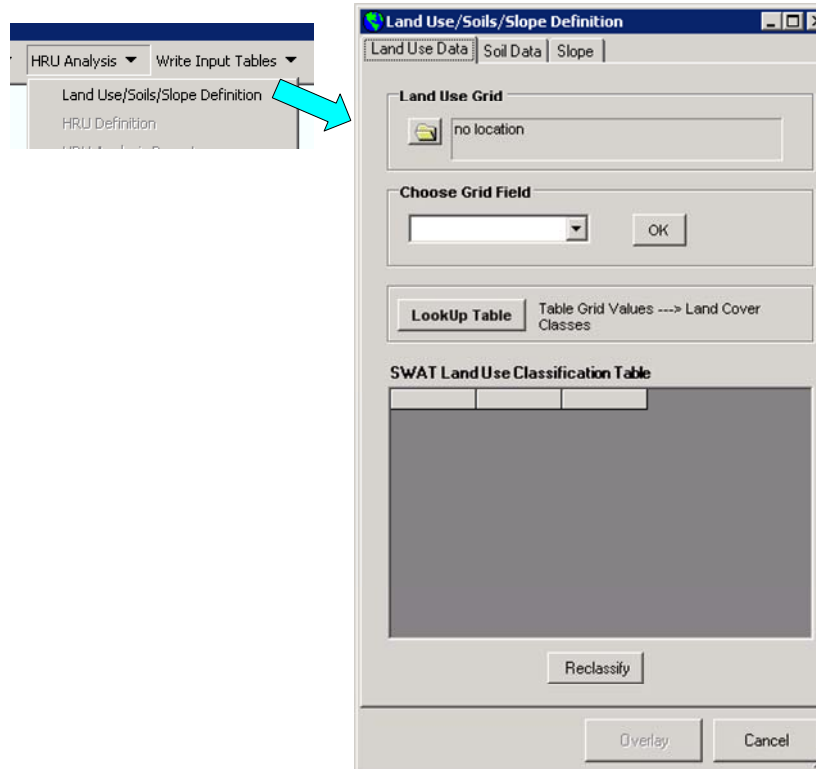 HRU Analysis Write Input Tables
Land Use/Soils/Slope Definition
HRU Definition
Land Use/Soils/Slope Definition
Land Use Data Soil Data Slope
Land Use Grid
no location
Choose Grid Field
OK
LookUp Table
Table Grid Values ---> Land Cover
Classes
SWAT Land Use Classification Table
Reclassify
Overlay Cancel